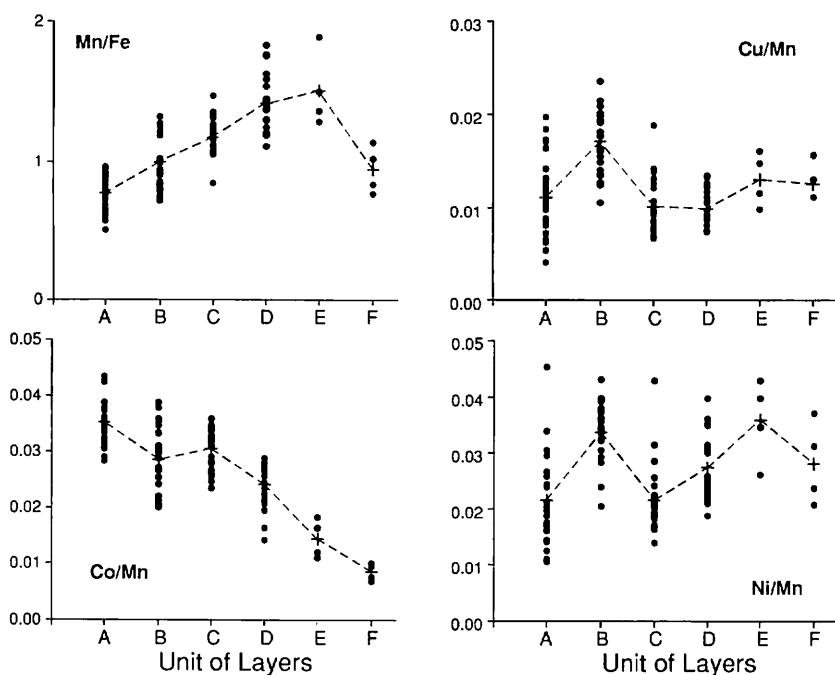 Mn/Fe
2
1
0
A B C D E F
Cu/Mn
0.03
0.02
0.01
0.00
A B C D E F
0.05
0.04
0.03
0.02
0.01
0.00
Co/Mn
A B C D E F
Unit of Layers
0.05
0.04
0.03
0.02
0.01
0.00
Ni/Mn
A B C D E F
Unit of Layers